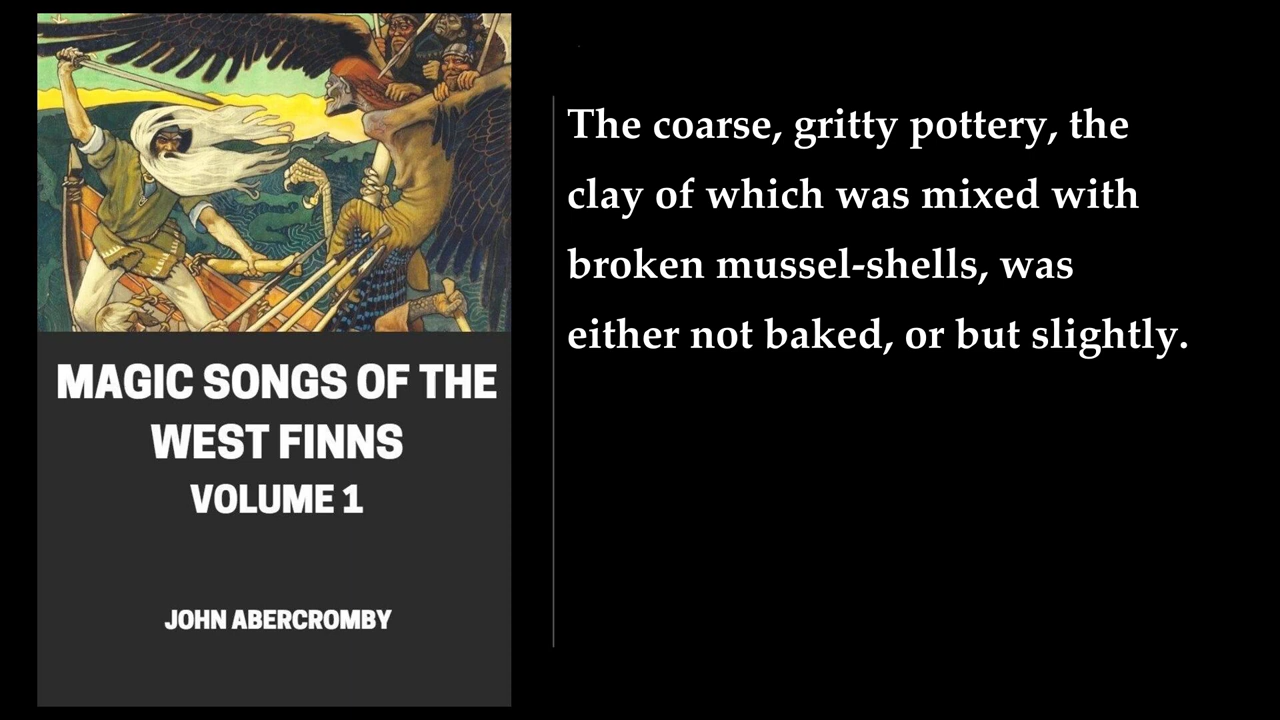 MAGIC SONGS OF THE
WEST FINNS
VOLUME 1
JOHN ABERCROMBY
The coarse, gritty pottery, the
clay of which was mixed with
broken mussel-shells, was
either not baked, or but slightly.